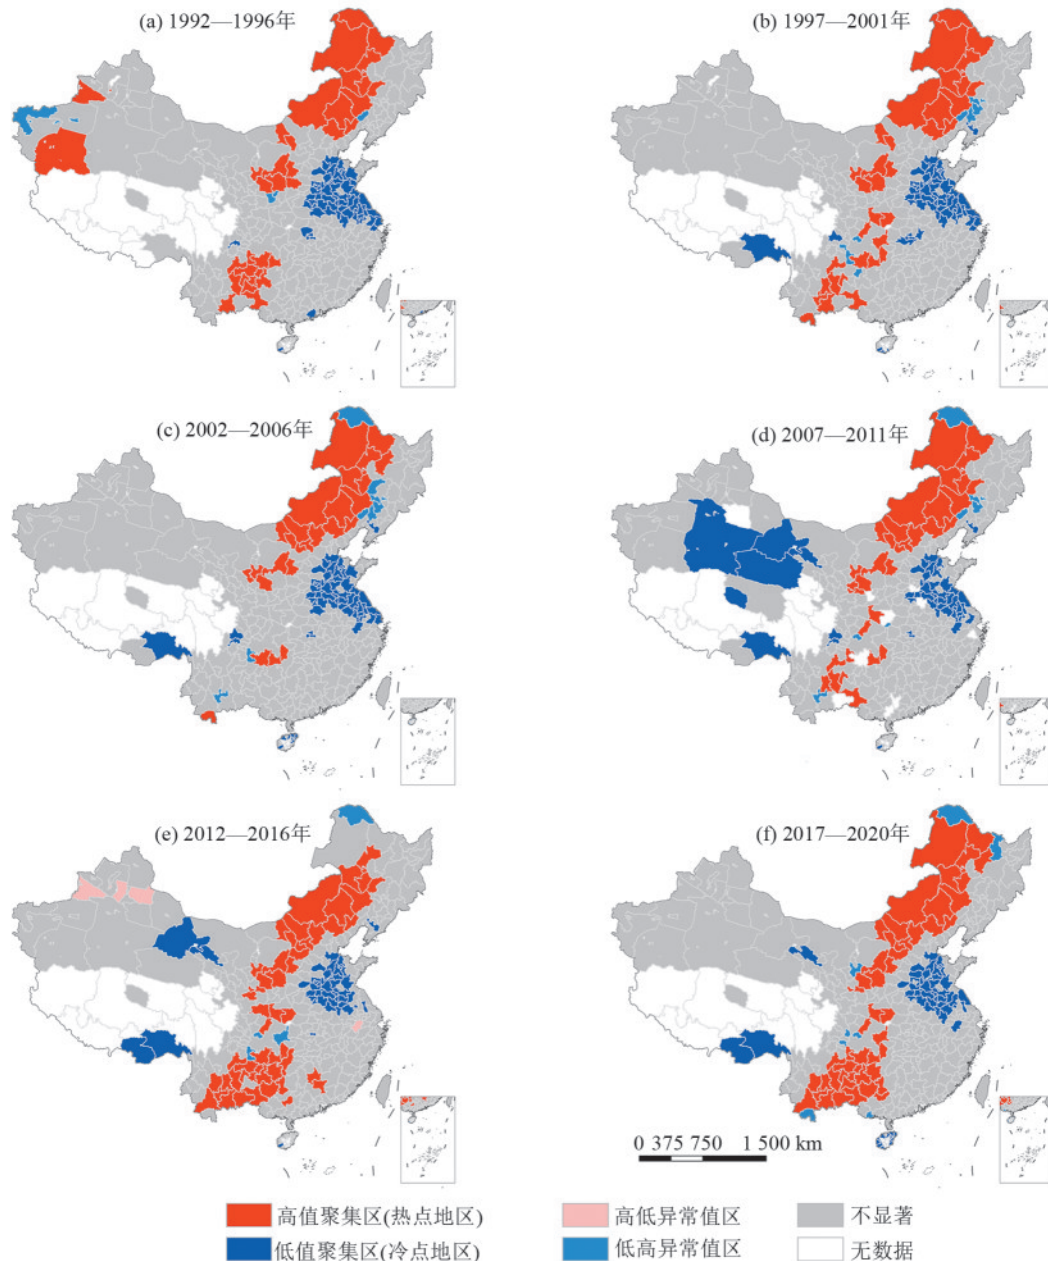 (a) 1992—1996年
(b) 1997—2001年
(c) 2002—2006年
(d) 2007—2011年
(e) 2012—2016年
(f) 2017—2020年
0 375 750 1 500 km
高值聚集区(热点地区)
高低异常值区
不显著
低值聚集区(冷点地区)
低高异常值区
无数据